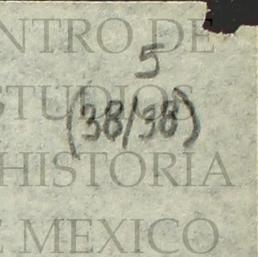 NTRO DE
5
STUDIOS
(38/38)
HISTORIA
E MEXICO